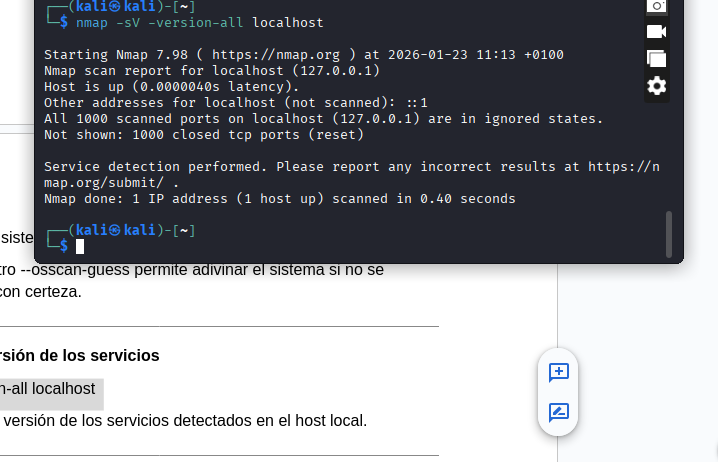 (kali㉿kali)-[~]
$ nmap -sV -version-all localhost
Starting Nmap 7.98 ( https://nmap.org ) at 2026-01-23 11:13 +0100
Nmap scan report for localhost (127.0.0.1)
Host is up (0.0000040s latency).
Other addresses for localhost (not scanned): ::1
All 1000 scanned ports on localhost (127.0.0.1) are in ignored states.
Not shown: 1000 closed tcp ports (reset)
Service detection performed. Please report any incorrect results at https://n
map.org/submit/ .
Nmap done: 1 IP address (1 host up) scanned in 0.40 seconds
(kali㉿kali)-[~]
$
siste
tro --osscan-guess permite adivinar el sistema si no se
con certeza.
rsión de los servicios
n-all localhost
versión de los servicios detectados en el host local.